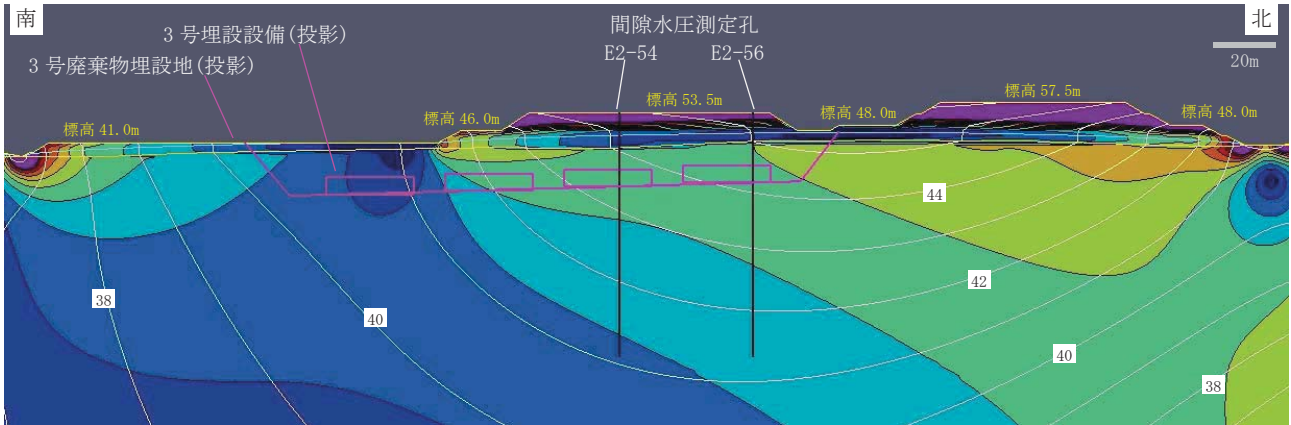 南
北
3号埋設設備(投影)
3号廃棄物埋設地(投影)
間隙水圧測定孔
E2-54 E2-56
20m
標高 41.0m
標高 46.0m
標高 53.5m
標高 48.0m
標高 57.5m
標高 48.0m
44
42
40
38
38
40